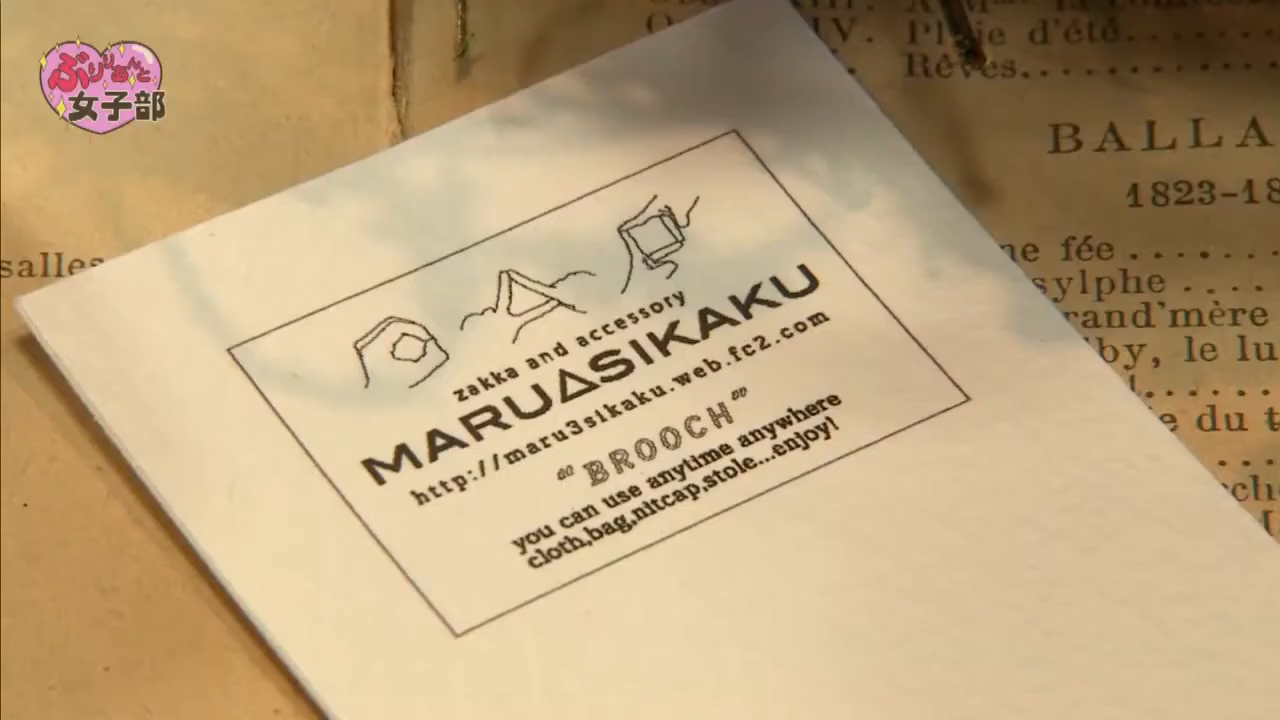 ぶりりあんと
女子部
IV. Pluie d'été......
Rêves..............
BALLA
1823-18
salles
ne fée........
sylphe....
rand'mère
lby, le lu
e du t
zakka and accessory
MARU△SIKAKU
http://maru3sikaku.web.fc2.com
“BROOCH”
you can use anytime anywhere
cloth,bag,nitcap,stole...enjoy!